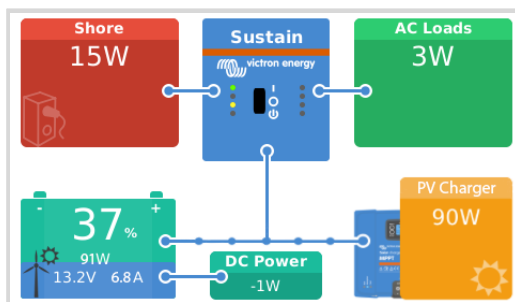 Shore
15W
Sustain
victron energy
I
AC Loads
3W
- +
37%
91W
13.2V 6.8A
DC Power
-1W
PV Charger
90W